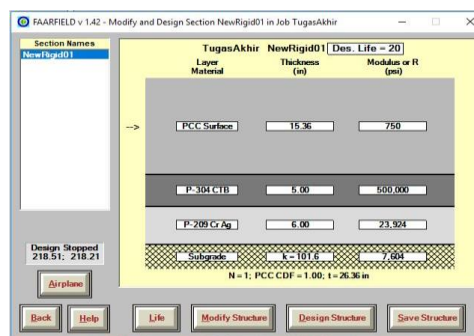 FAARFIELD v 1.42 - Modify and Design Section NewRigid01 in Job TugasAkhir
Section Names
NewRigid01
TugasAkhir NewRigid01 Des. Life = 20
Layer Material Thickness (in) Modulus or R (psi)
-->
PCC Surface 15.36 750
P-304 CTB 5.00 500,000
P-209 Cr Ag 6.00 23,924
Subgrade k = 101.6 7,604
N = 1; PCC CDF = 1.00; t = 26.36 in
Design Stopped
218.51; 218.21
Airplane
Back Help Life Modify Structure Design Structure Save Structure